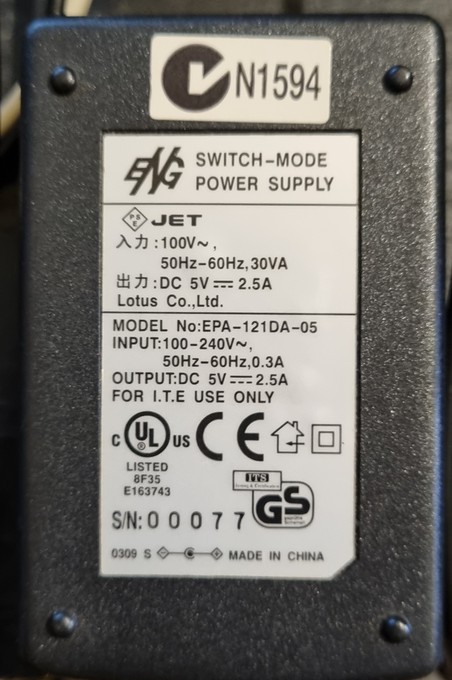 N1594
ENG SWITCH-MODE
POWER SUPPLY
PSE JET
入力:100V~,
50Hz-60Hz,30VA
出力:DC 5V⎓2.5A
Lotus Co.,Ltd.
MODEL No:EPA-121DA-05
INPUT:100-240V~,
50Hz-60Hz,0.3A
OUTPUT:DC 5V⎓2.5A
FOR I.T.E USE ONLY
C UL US CE
LISTED
8F35
E163743
ITS
GS
S/N:00077
0309 S MADE IN CHINA